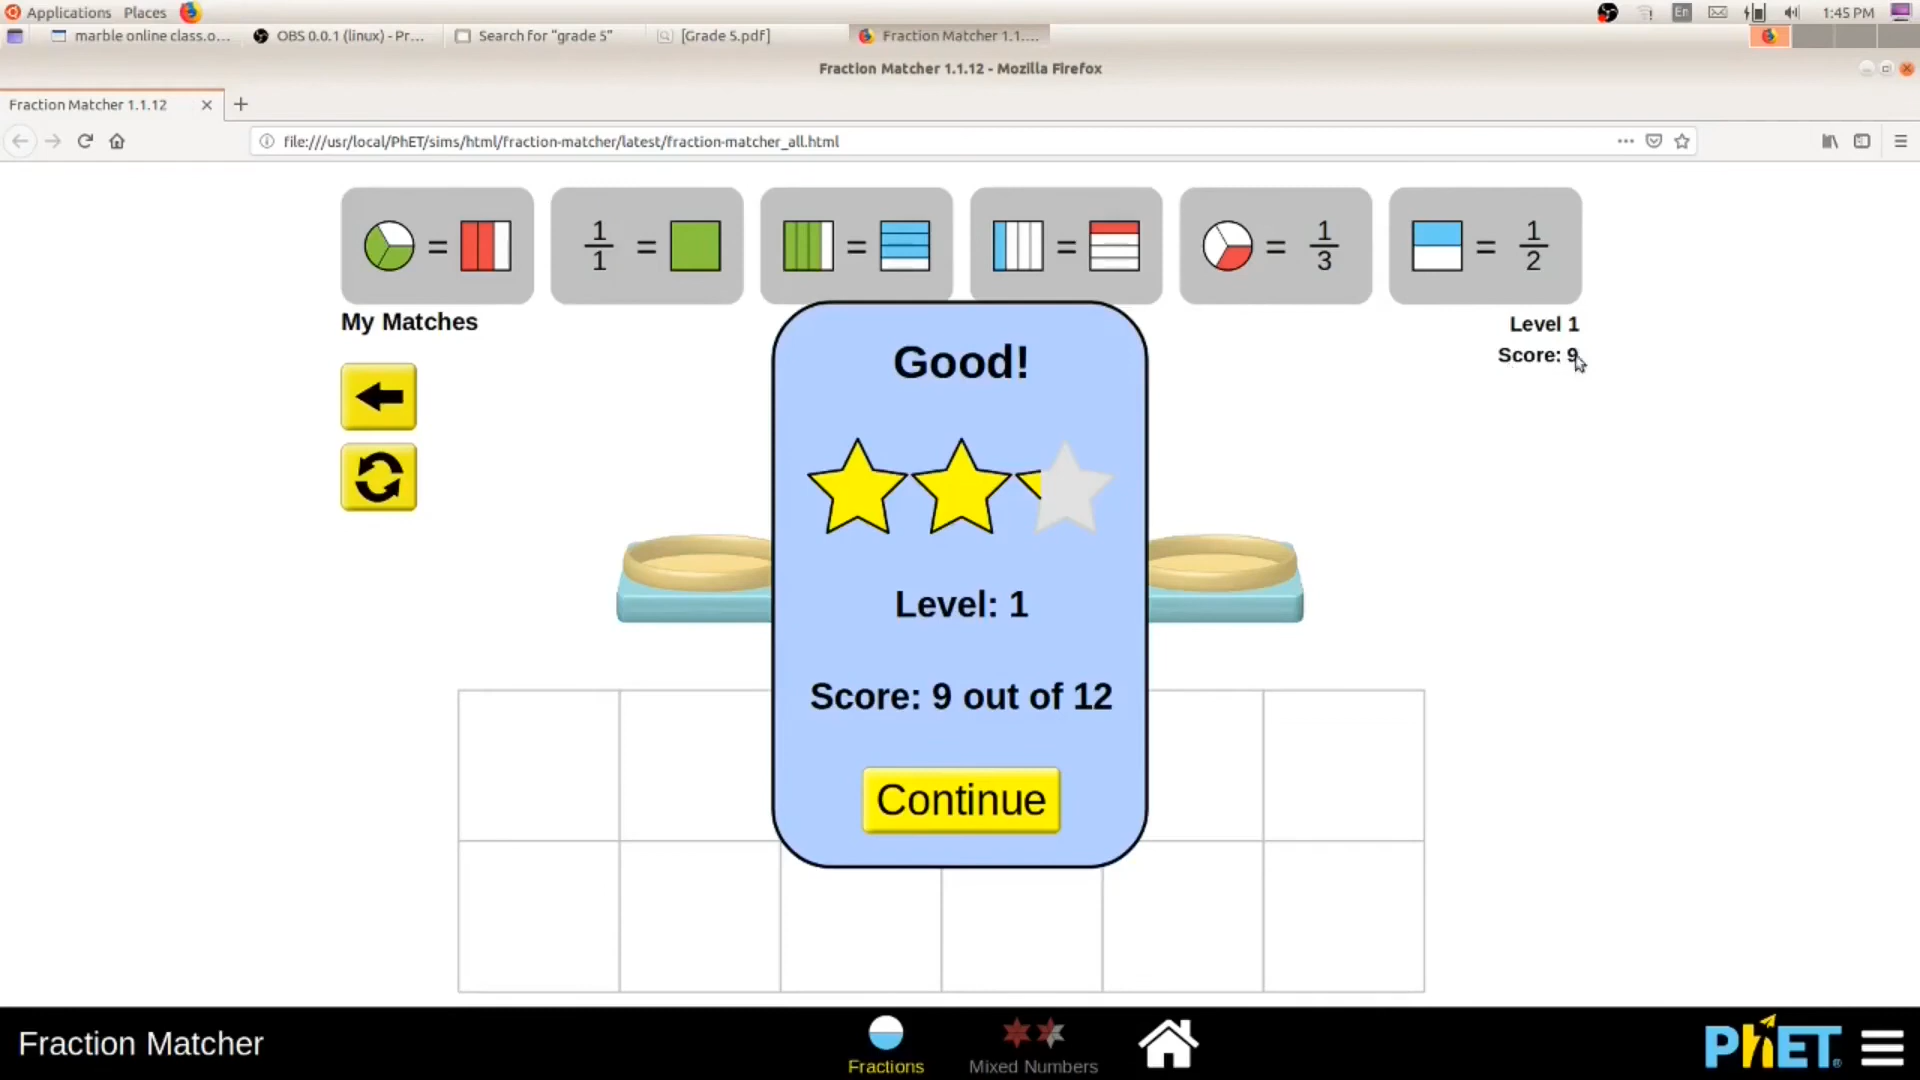 Applications Places En 1:45 PM
marble online class.o... OBS 0.0.1 (linux) - Pr... Search for "grade 5" [Grade 5.pdf] Fraction Matcher 1.1....
Fraction Matcher 1.1.12 - Mozilla Firefox
Fraction Matcher 1.1.12
file:///usr/local/PhET/sims/html/fraction-matcher/latest/fraction-matcher_all.html
= 1/1 = = = = 1/3 = 1/2
My Matches
Level 1
Score: 9
Good!
Level: 1
Score: 9 out of 12
Continue
Fraction Matcher
Fractions
Mixed Numbers
PhET